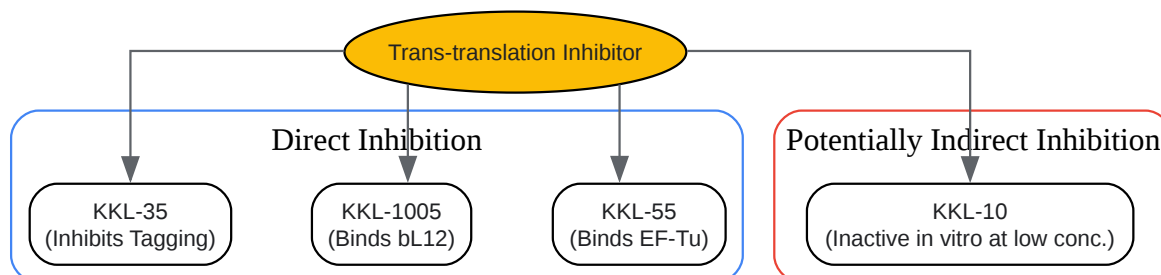 Trans-translation Inhibitor
Direct Inhibition
Potentially Indirect Inhibition
KKL-35
(Inhibits Tagging)
KKL-1005
(Binds bL12)
KKL-55
(Binds EF-Tu)
KKL-10
(Inactive in vitro at low conc.)